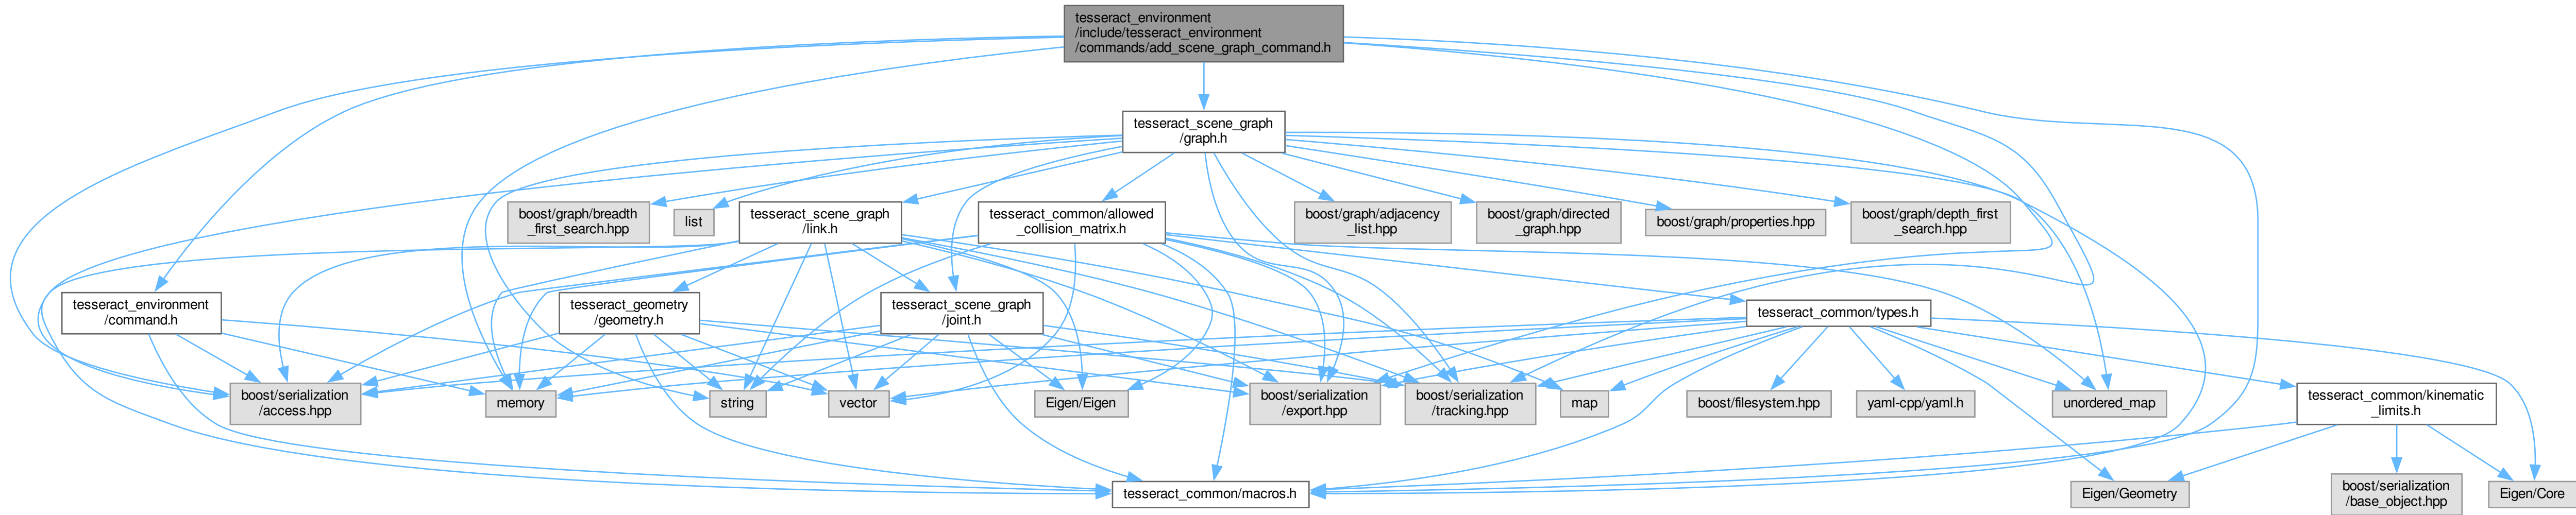 tesseract_environment
/include/tesseract_environment
/commands/add_scene_graph_command.h
tesseract_scene_graph
/graph.h
boost/graph/breadth
_first_search.hpp
list
tesseract_scene_graph
/link.h
tesseract_common/allowed
_collision_matrix.h
boost/graph/adjacency
_list.hpp
boost/graph/directed
_graph.hpp
boost/graph/properties.hpp
boost/graph/depth_first
_search.hpp
tesseract_environment
/command.h
tesseract_geometry
/geometry.h
tesseract_scene_graph
/joint.h
tesseract_common/types.h
boost/serialization
/access.hpp
memory
string
vector
Eigen/Eigen
boost/serialization
/export.hpp
boost/serialization
/tracking.hpp
map
boost/filesystem.hpp
yaml-cpp/yaml.h
unordered_map
tesseract_common/kinematic
_limits.h
tesseract_common/macros.h
Eigen/Geometry
boost/serialization
/base_object.hpp
Eigen/Core